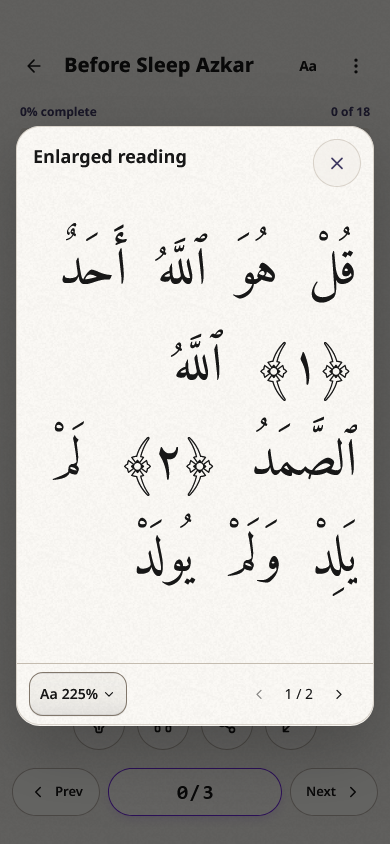 Before Sleep Azkar Aa
0% complete 0 of 18
Enlarged reading
قُلْ هُوَ ٱللَّهُ أَحَدٌ
﴿١﴾ ٱللَّهُ
ٱلصَّمَدُ ﴿٢﴾ لَمْ
يَلِدْ وَلَمْ يُولَدْ
Aa 225% 1 / 2
Prev 0/3 Next